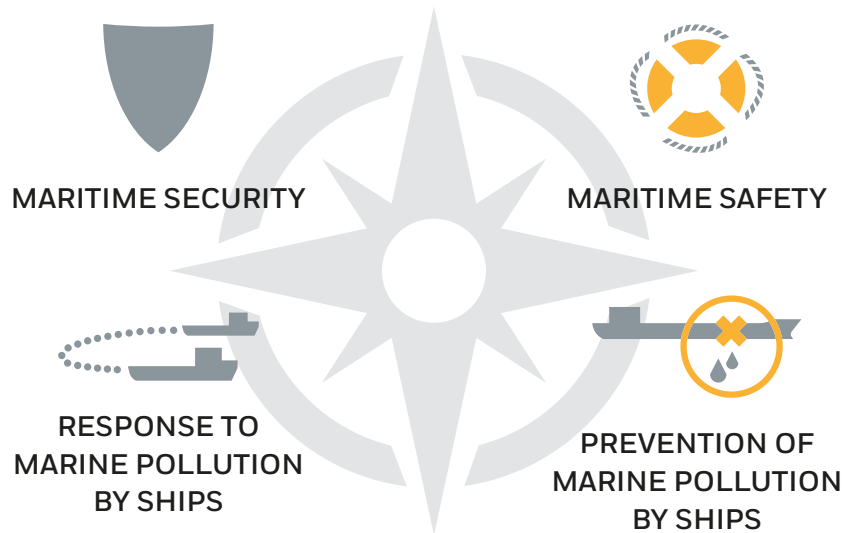 MARITIME SECURITY
MARITIME SAFETY
RESPONSE TO
MARINE POLLUTION
BY SHIPS
PREVENTION OF
MARINE POLLUTION
BY SHIPS